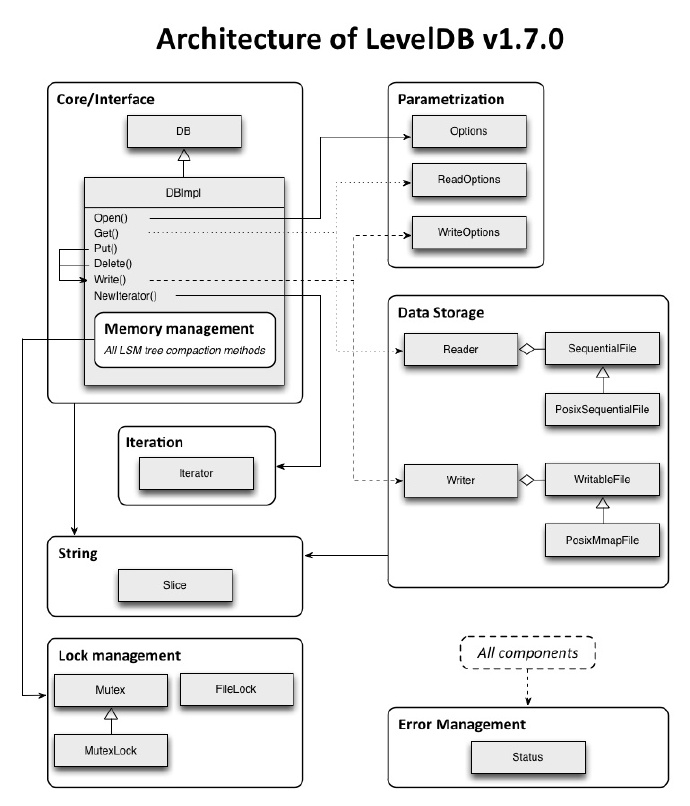 Architecture of LevelDB v1.7.0
Core/Interface
DB
DBImpl
Open()
Get()
Put()
Delete()
Write()
NewIterator()
Memory management
All LSM tree compaction methods
Parametrization
Options
ReadOptions
WriteOptions
Data Storage
Reader
SequentialFile
PosixSequentialFile
Writer
WritableFile
PosixMmapFile
Iteration
Iterator
String
Slice
Lock management
Mutex
FileLock
MutexLock
All components
Error Management
Status